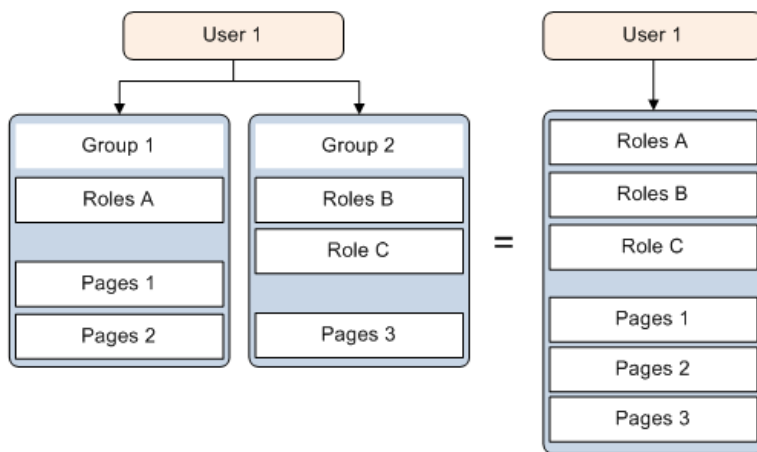 User 1
Group 1
Roles A
Pages 1
Pages 2
Group 2
Roles B
Role C
Pages 3
=
User 1
Roles A
Roles B
Role C
Pages 1
Pages 2
Pages 3